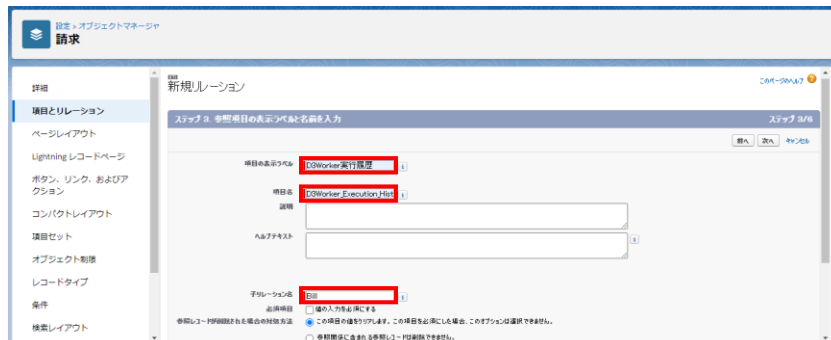 設定 > オブジェクトマネージャ
請求
詳細
項目とリレーション
ページレイアウト
Lightning レコードページ
ボタン、リンク、およびア
クション
コンパクトレイアウト
項目セット
オブジェクト制限
レコードタイプ
条件
検索レイアウト
請求
新規リレーション
このページのヘルプ
ステップ 3. 参照項目の表示ラベルと名前を入力
ステップ 3/6
前へ 次へ キャンセル
項目の表示ラベル D3Worker実行履歴
項目名 D3Worker_Execution_Hist
説明
ヘルプテキスト
子リレーション名 Bill
必須項目 値の入力を必須にする
参照レコードが削除された場合の対処方法 この項目の値をクリアします。この項目を必須にした場合、このオプションは選択できません。
参照関係に含まれる参照レコードは削除できません。